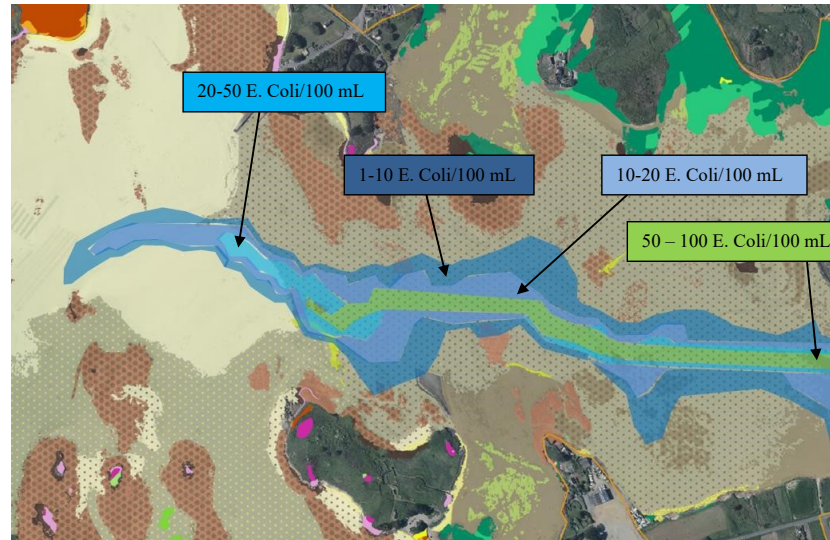 20-50 E. Coli/100 mL
1-10 E. Coli/100 mL
10-20 E. Coli/100 mL
50 – 100 E. Coli/100 mL